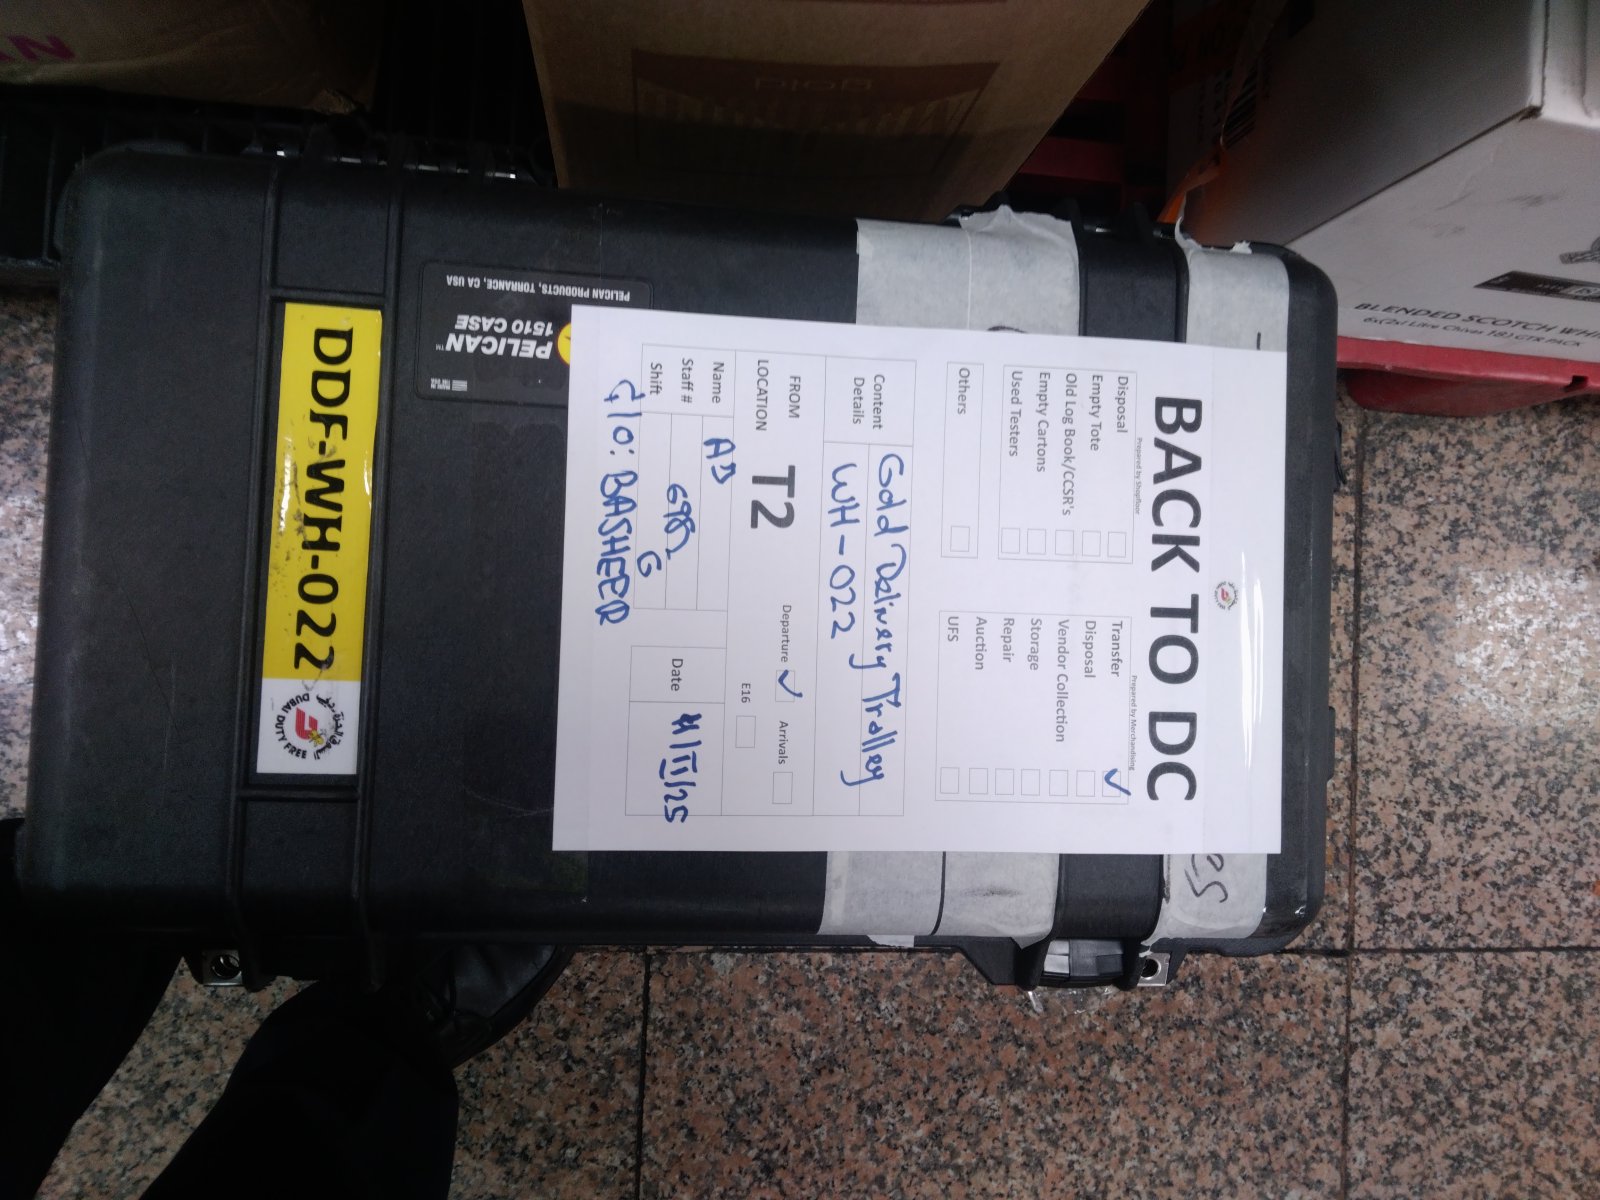 BACK TO DC
Prepared by Shopfloor
Disposal
Empty Tote
Old Log Book/CCSR's
Empty Cartons
Used Testers
Others
Prepared by Merchandising
Transfer ✓
Disposal
Vendor Collection
Storage
Repair
Auction
UFS
Content Details
Gold Delivery Trolley
WH-022
FROM LOCATION
T2
Departure ✓
Arrivals
E16
Name AD
Staff #
Shift G
Date
C/O: BASHEER
DDF-WH-022
DUBAI DUTY FREE
PELICAN™
1510 CASE
PELICAN PRODUCTS, TORRANCE, CA USA
BLENDED SCOTCH